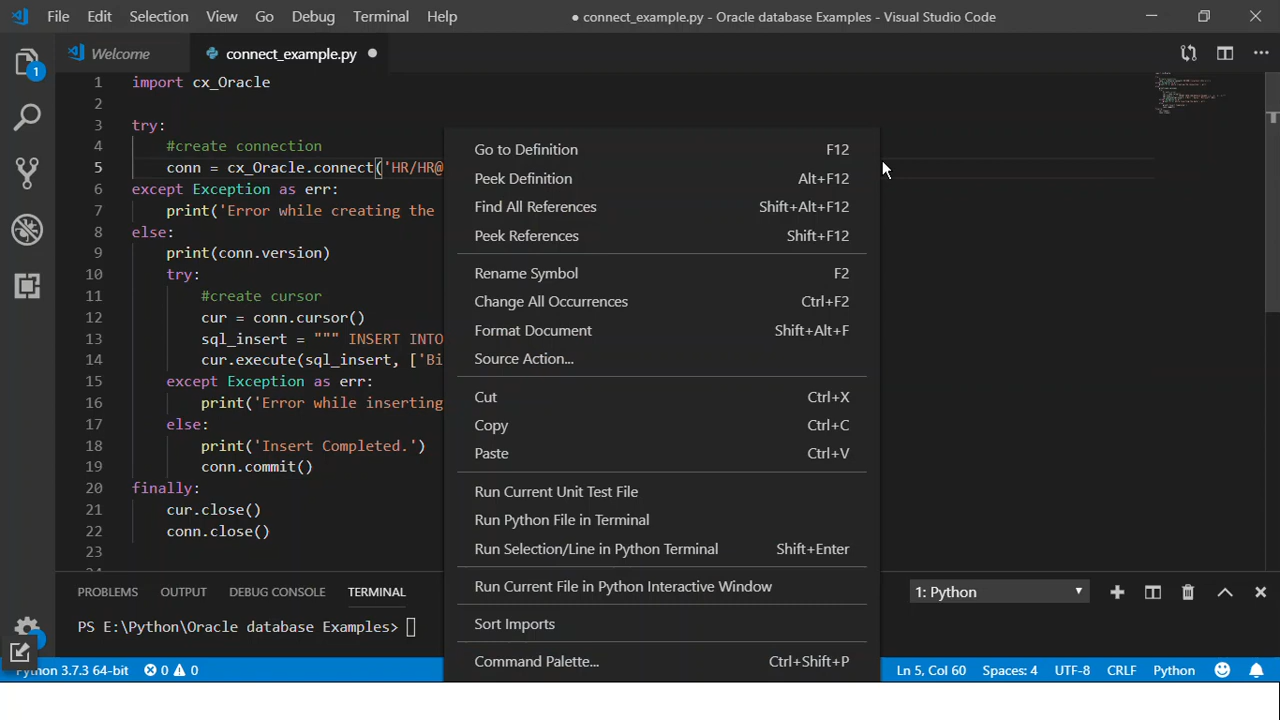 File Edit Selection View Go Debug Terminal Help ● connect_example.py - Oracle database Examples - Visual Studio Code
Welcome connect_example.py
1 import cx_Oracle
2
3 try:
4 #create connection
5 conn = cx_Oracle.connect('HR/HR@
6 except Exception as err:
7 print('Error while creating the
8 else:
9 print(conn.version)
10 try:
11 #create cursor
12 cur = conn.cursor()
13 sql_insert = """ INSERT INTO
14 cur.execute(sql_insert, ['Bi
15 except Exception as err:
16 print('Error while inserting
17 else:
18 print('Insert Completed.')
19 conn.commit()
20 finally:
21 cur.close()
22 conn.close()
23
Go to Definition F12
Peek Definition Alt+F12
Find All References Shift+Alt+F12
Peek References Shift+F12
Rename Symbol F2
Change All Occurrences Ctrl+F2
Format Document Shift+Alt+F
Source Action...
Cut Ctrl+X
Copy Ctrl+C
Paste Ctrl+V
Run Current Unit Test File
Run Python File in Terminal
Run Selection/Line in Python Terminal Shift+Enter
Run Current File in Python Interactive Window
Sort Imports
Command Palette... Ctrl+Shift+P
1
PROBLEMS OUTPUT DEBUG CONSOLE TERMINAL 1: Python
PS E:\Python\Oracle database Examples>
Python 3.7.3 64-bit 0 0 Ln 5, Col 60 Spaces: 4 UTF-8 CRLF Python